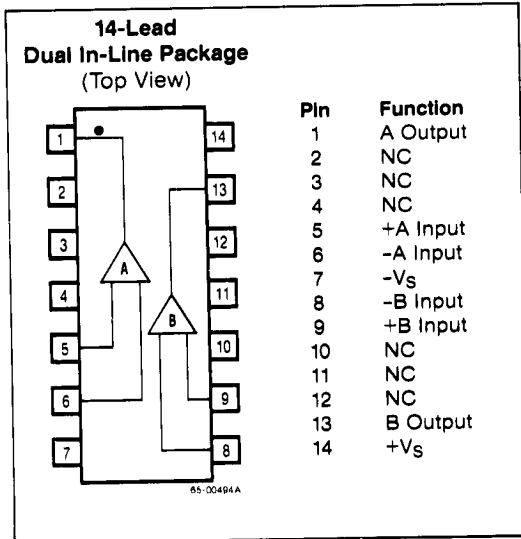 14-Lead
Dual In-Line Package
(Top View)
1
14
2
13
3
12
A
4
11
B
5
10
6
9
7
8
65-00494A
Pin Function
1 A Output
2 NC
3 NC
4 NC
5 +A Input
6 -A Input
7 -VS
8 -B Input
9 +B Input
10 NC
11 NC
12 NC
13 B Output
14 +VS